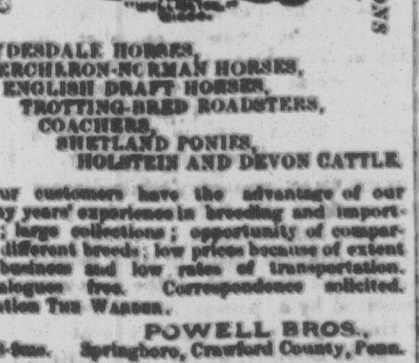 YDESDALE HORSES,
ERCHERON-NORMAN HORSES,
ENGLISH DRAFT HORSES,
TROTTING-BRED ROADSTERS,
COACHERS,
SHETLAND PONIES,
HOLSTEIN AND DEVON CATTLE
ur customers have the advantage of our
ny years' experience in breeding and import-
; large collections; opportunity of compar-
different breeds; low prices because of extent
business and low rates of transportation.
alogues free. Correspondence solicited.
ation THE WARDER.
POWELL BROS.,
Springboro, Crawford County, Penn.